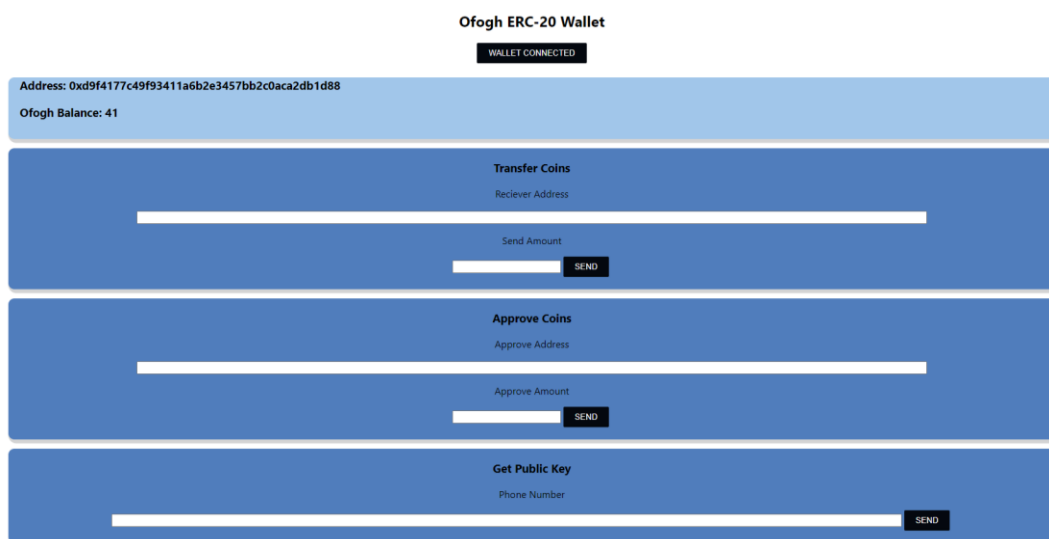 Ofogh ERC-20 Wallet
WALLET CONNECTED
Address: 0xd9f4177c49f93411a6b2e3457bb2c0aca2db1d88
Ofogh Balance: 41
Transfer Coins
Reciever Address
Send Amount
SEND
Approve Coins
Approve Address
Approve Amount
SEND
Get Public Key
Phone Number
SEND